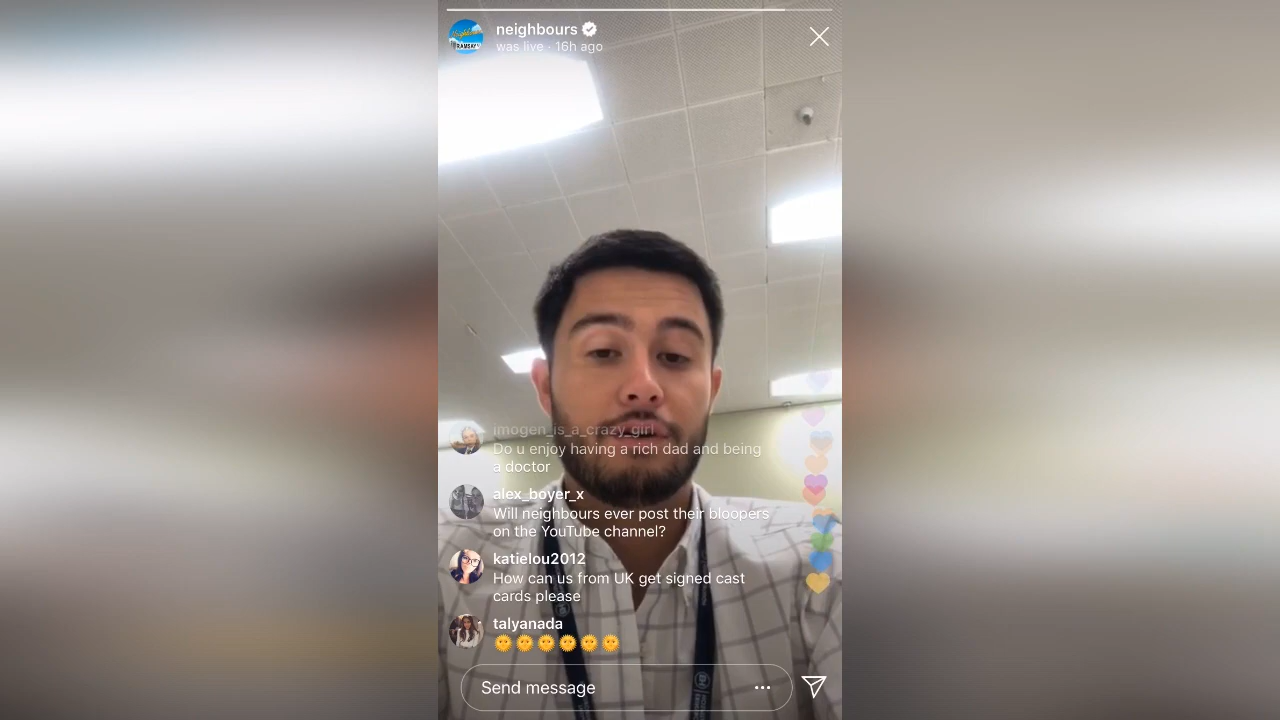 neighbours
was live · 16h ago
RAMSAY
imogen_is_a_crazy_girl
Do u enjoy having a rich dad and being
a doctor
alex_boyer_x
Will neighbours ever post their bloopers
on the YouTube channel?
katielou2012
How can us from UK get signed cast
cards please
talyanada
🌞🌞🌞🌞🌞🌞
Send message